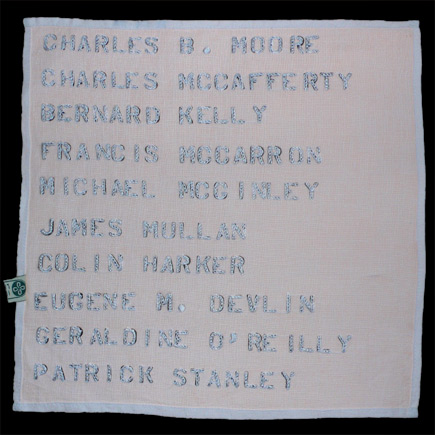 CHARLES B. MOORE
CHARLES MCCAFFERTY
BERNARD KELLY
FRANCIS MCCARRON
MICHAEL MCGINLEY
JAMES MULLAN
COLIN HARKER
EUGENE M. DEVLIN
GERALDINE O'REILLY
PATRICK STANLEY